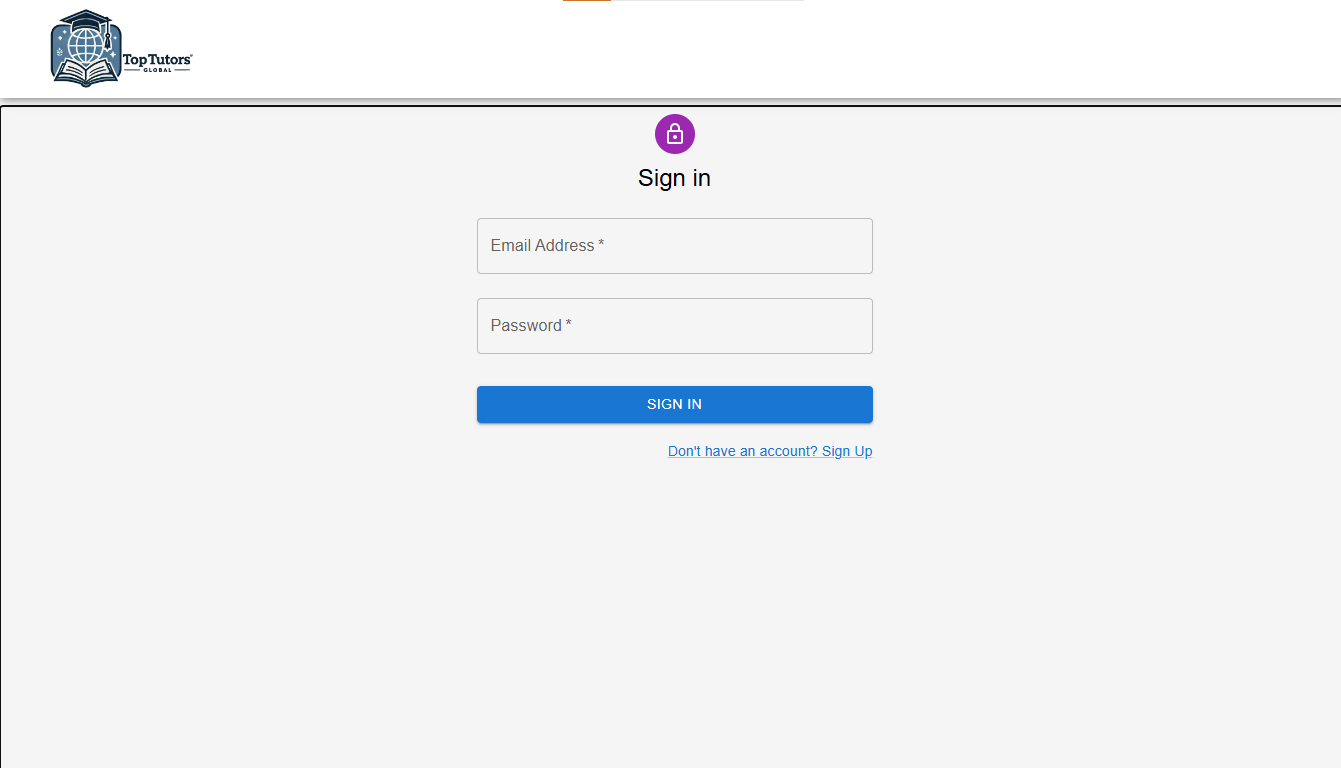 TopTutors
GLOBAL
Sign in
Email Address *
Password *
SIGN IN
Don't have an account? Sign Up